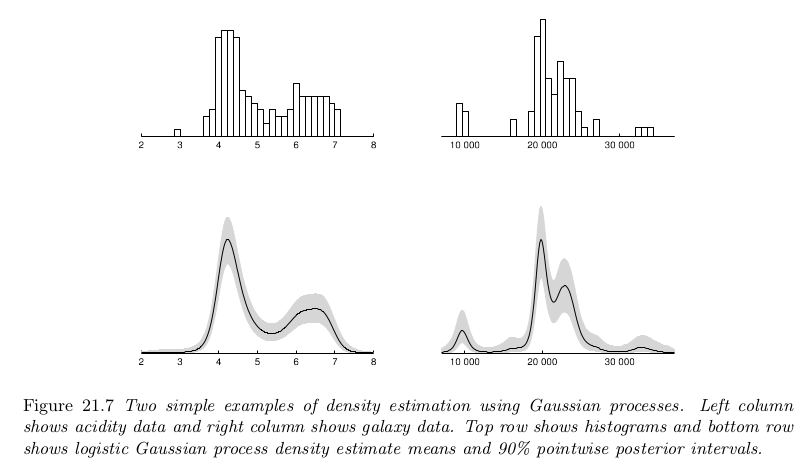 2 3 4 5 6 7 8
10 000 20 000 30 000
2 3 4 5 6 7 8
10 000 20 000 30 000
Figure 21.7 Two simple examples of density estimation using Gaussian processes. Left column
shows acidity data and right column shows galaxy data. Top row shows histograms and bottom row
shows logistic Gaussian process density estimate means and 90% pointwise posterior intervals.